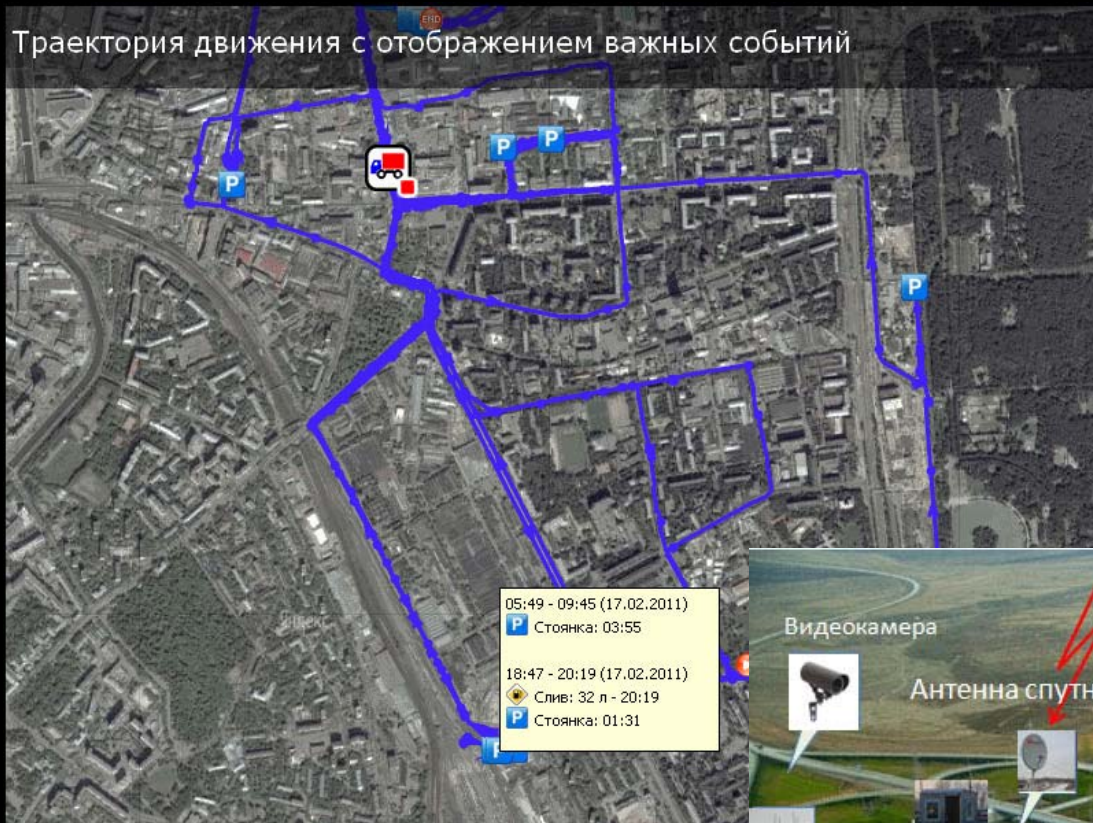 END
Траектория движения с отображением важных событий
P
P
P
P
05:49 - 09:45 (17.02.2011)
P Стоянка: 03:55
18:47 - 20:19 (17.02.2011)
Слив: 32 л - 20:19
P Стоянка: 01:31
P
Видеокамера
Антенна спутн